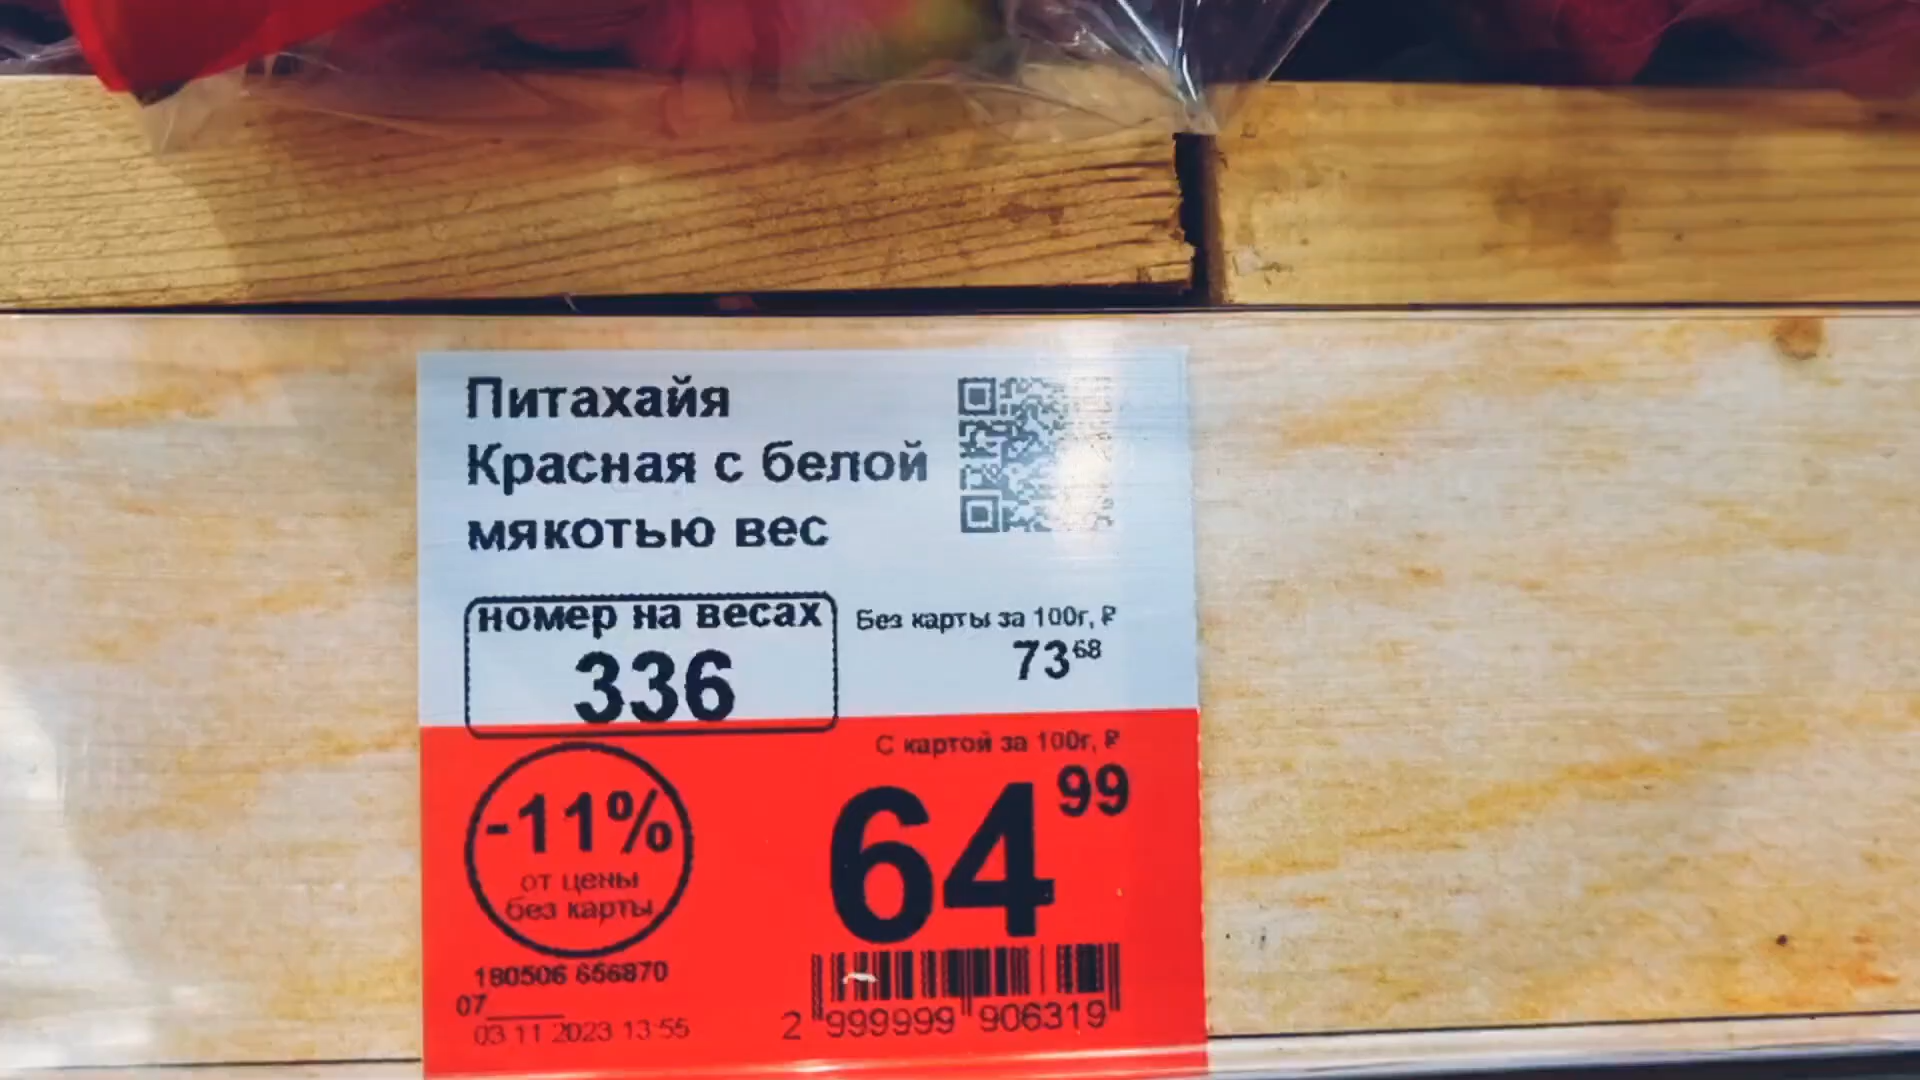 Питахайя
Красная с белой
мякотью вес
номер на весах
336
Без карты за 100г, ₽
73 68
С картой за 100г, ₽
64 99
-11%
от цены
без карты
180506 656870
07
03 11 2023 13:55
2 999999 906319